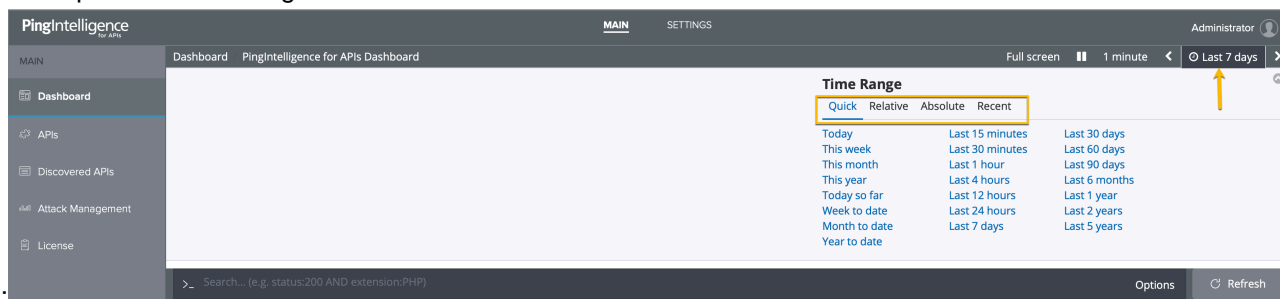 PingIntelligence
for APIs
MAIN SETTINGS
Administrator
MAIN
Dashboard PingIntelligence for APIs Dashboard
Full screen 1 minute Last 7 days
Dashboard
APIs
Discovered APIs
Attack Management
License
Time Range
Quick Relative Absolute Recent
Today Last 15 minutes Last 30 days
This week Last 30 minutes Last 60 days
This month Last 1 hour Last 90 days
This year Last 4 hours Last 6 months
Today so far Last 12 hours Last 1 year
Week to date Last 24 hours Last 2 years
Month to date Last 7 days Last 5 years
Year to date
>_ Search... (e.g. status:200 AND extension:PHP)
Options Refresh
.